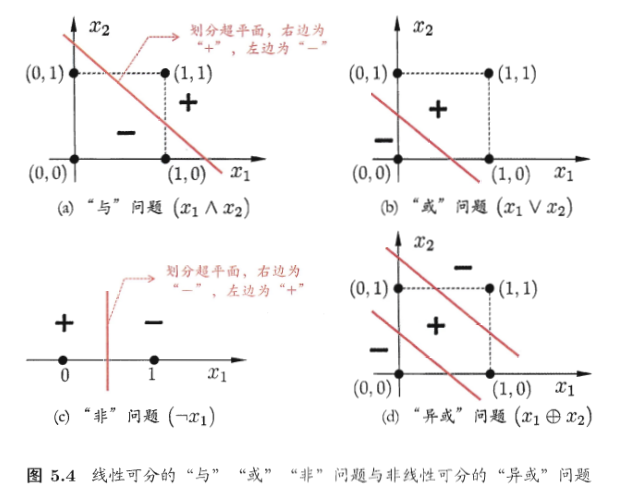 x₂
划分超平面，右边为
“+”，左边为“−”
(0,1)
(1,1)
+
−
(0,0)
(1,0)
x₁
(a) “与”问题 (x₁ ∧ x₂)
x₂
(0,1)
(1,1)
+
−
(0,0)
(1,0)
x₁
(b) “或”问题 (x₁ ∨ x₂)
划分超平面，右边为
“−”，左边为“+”
+
−
0
1
x₁
(c) “非”问题 (¬x₁)
x₂
−
(0,1)
(1,1)
+
−
(0,0)
(1,0)
x₁
(d) “异或”问题 (x₁ ⊕ x₂)
图 5.4 线性可分的“与”“或”“非”问题与非线性可分的“异或”问题